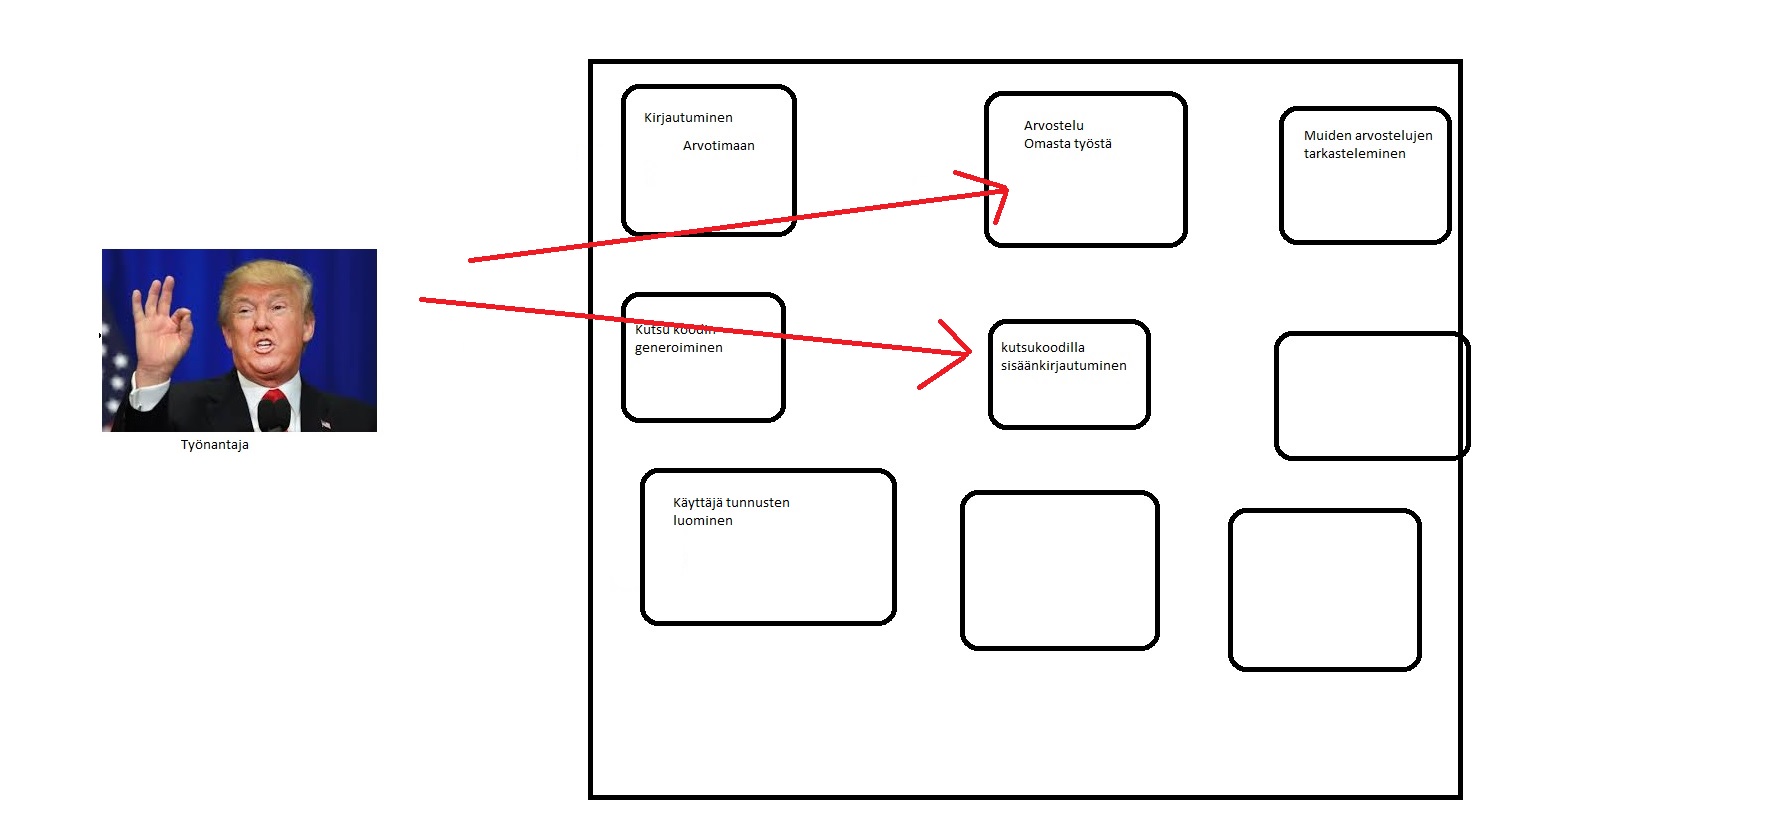 Kirjautuminen
Arvotimaan
Arvostelu
Omasta työstä
Muiden arvostelujen
tarkasteleminen
Kutsu koodin
generoiminen
kutsukoodilla
sisäänkirjautuminen
Työnantaja
Käyttäjä tunnusten
luominen